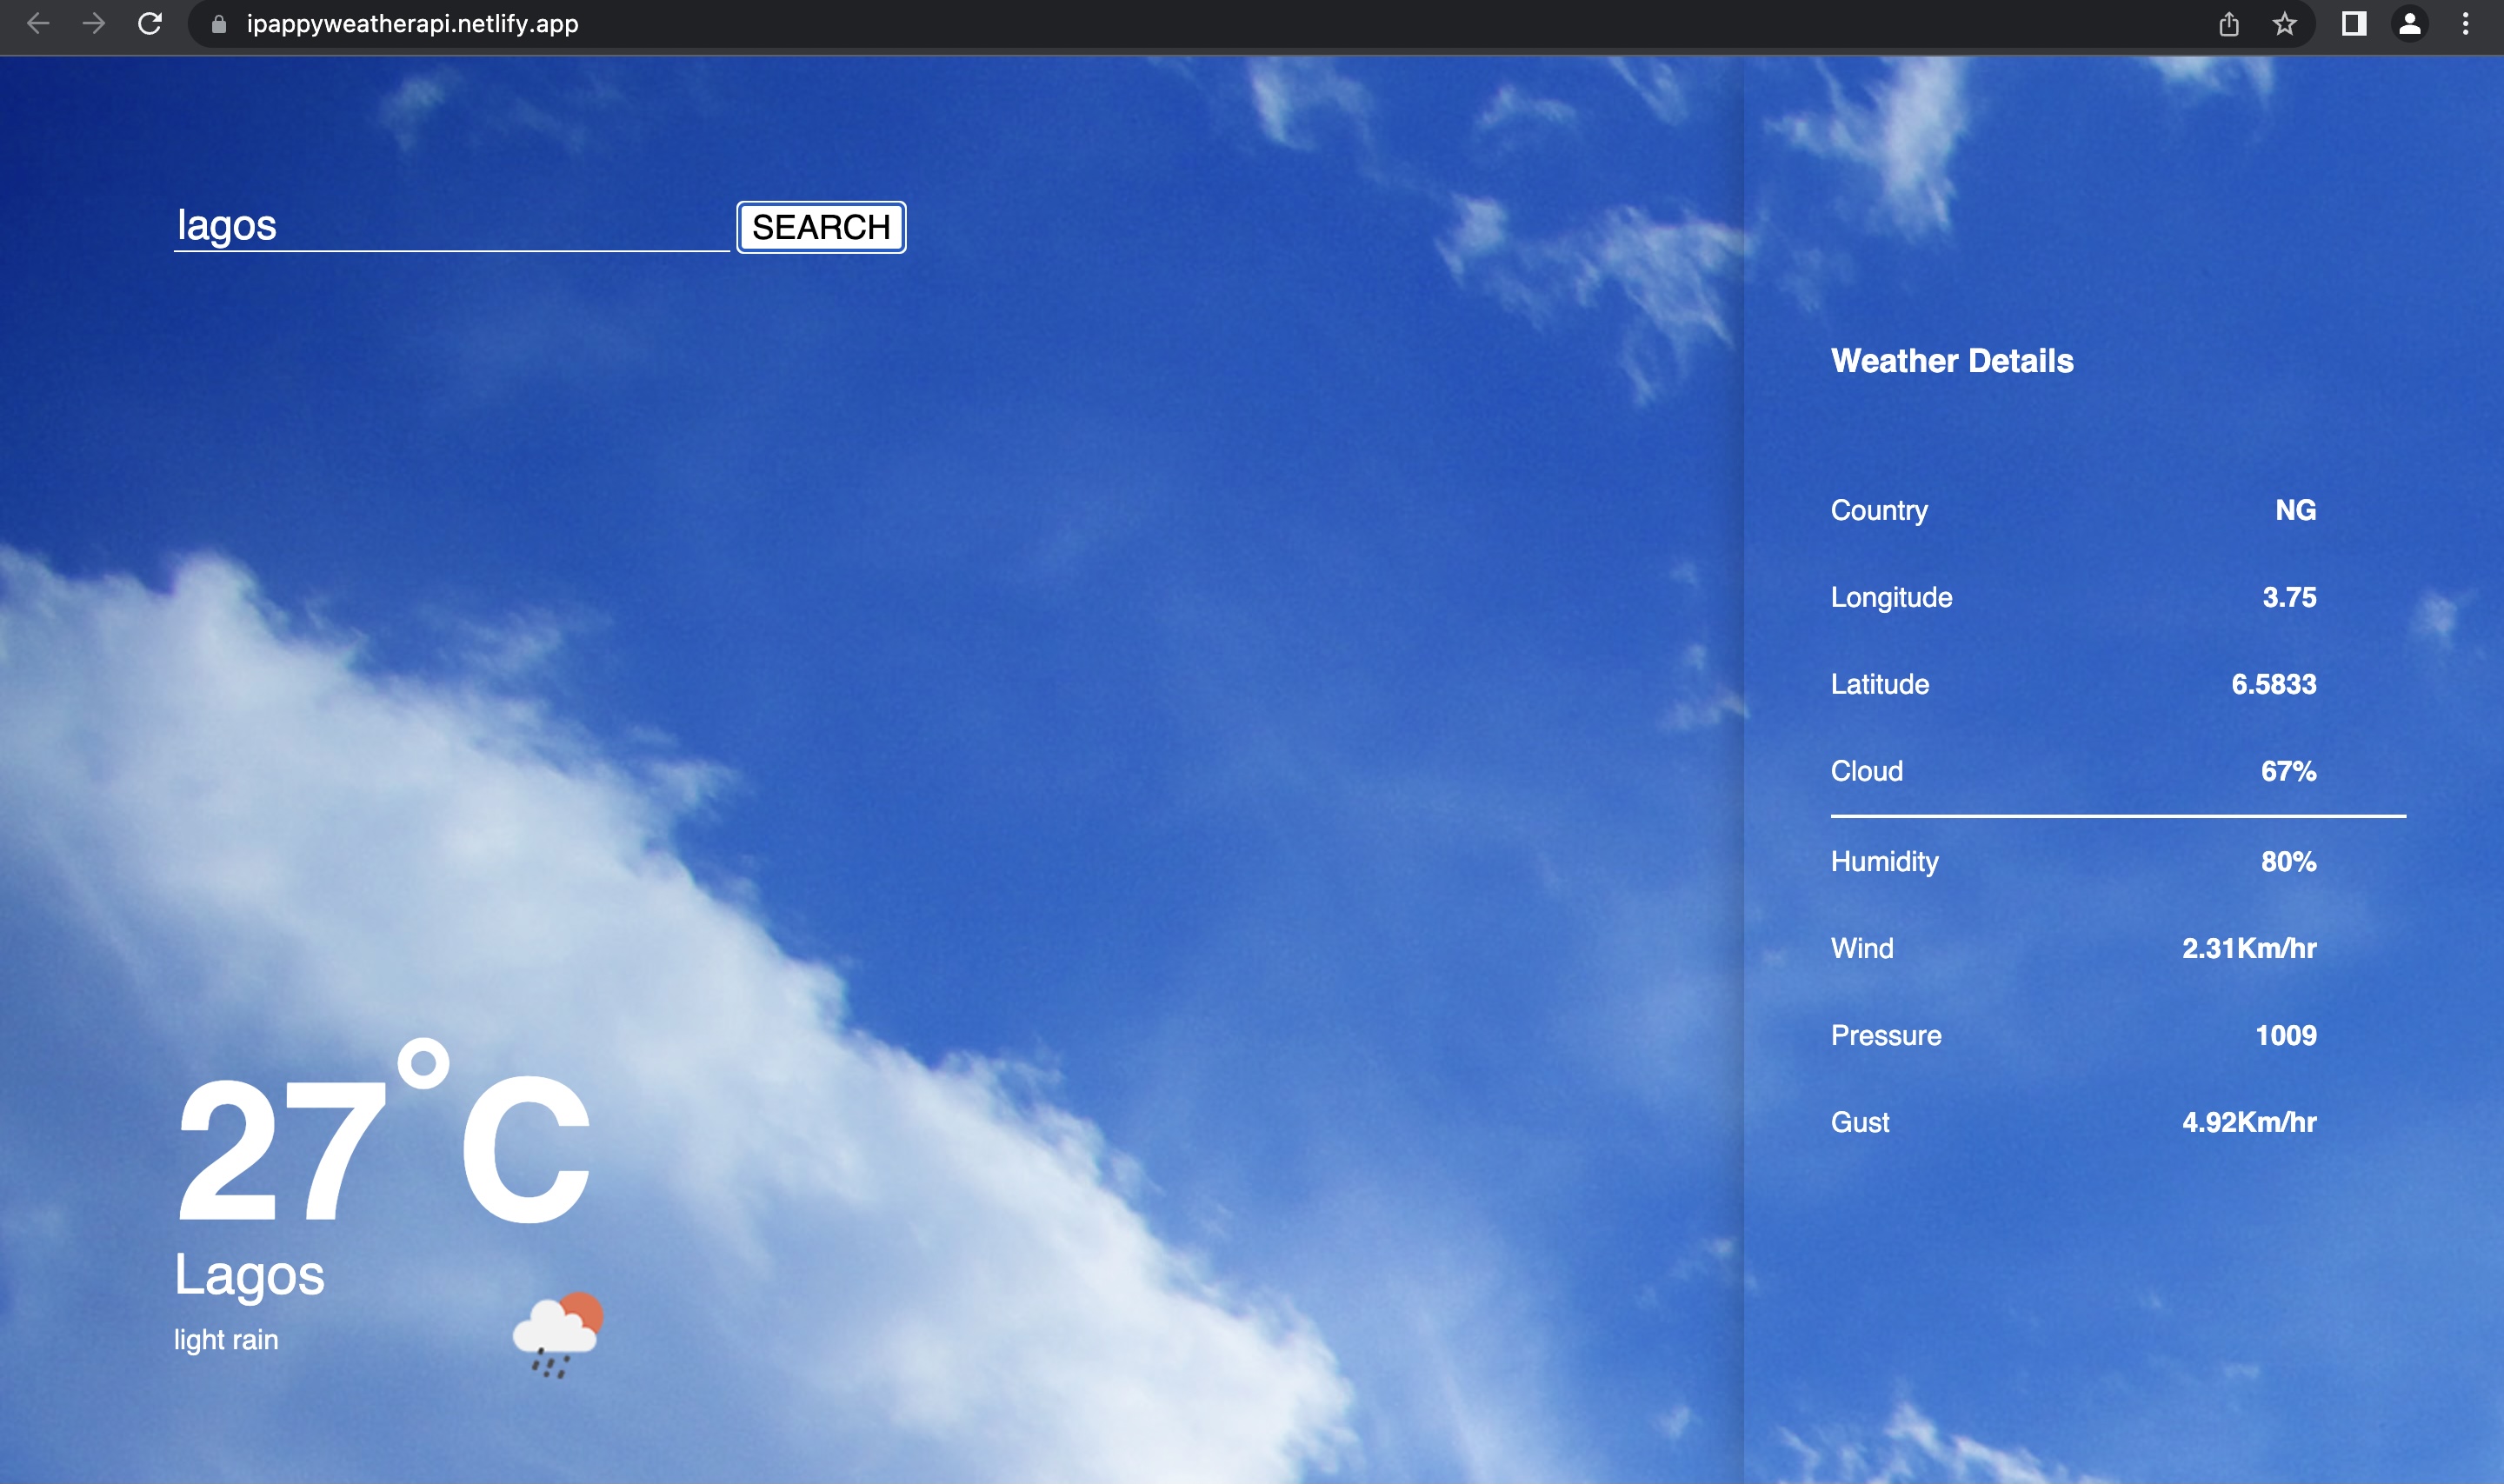 ipappyweatherapi.netlify.app
lagos SEARCH
27°C
Lagos
light rain
Weather Details
Country NG
Longitude 3.75
Latitude 6.5833
Cloud 67%
Humidity 80%
Wind 2.31Km/hr
Pressure 1009
Gust 4.92Km/hr